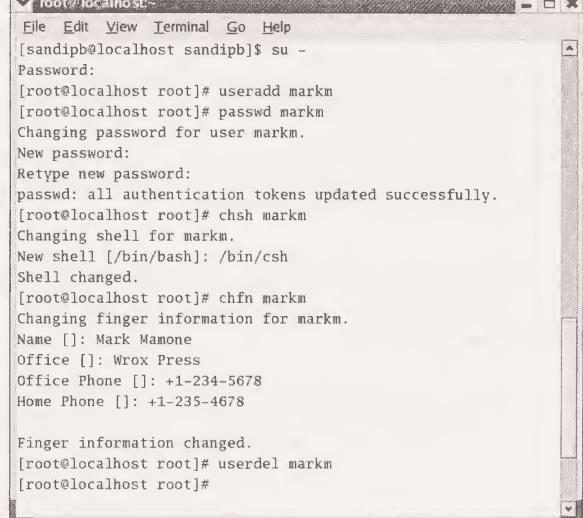 root@localhost:~
File Edit View Terminal Go Help
[sandipb@localhost sandipb]$ su -
Password:
[root@localhost root]# useradd markm
[root@localhost root]# passwd markm
Changing password for user markm.
New password:
Retype new password:
passwd: all authentication tokens updated successfully.
[root@localhost root]# chsh markm
Changing shell for markm.
New shell [/bin/bash]: /bin/csh
Shell changed.
[root@localhost root]# chfn markm
Changing finger information for markm.
Name []: Mark Mamone
Office []: Wrox Press
Office Phone []: +1-234-5678
Home Phone []: +1-235-4678
Finger information changed.
[root@localhost root]# userdel markm
[root@localhost root]#